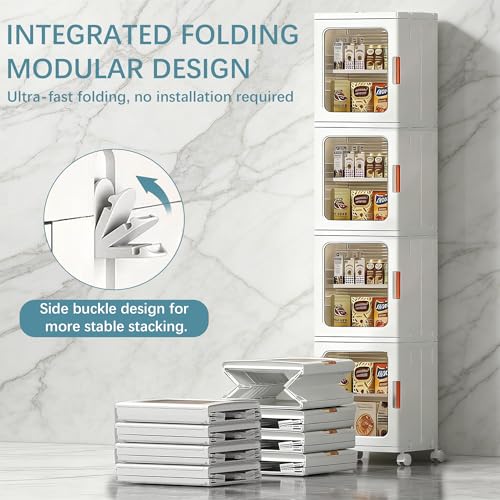 INTEGRATED FOLDING
MODULAR DESIGN
Ultra-fast folding, no installation required
Side buckle design for
more stable stacking.